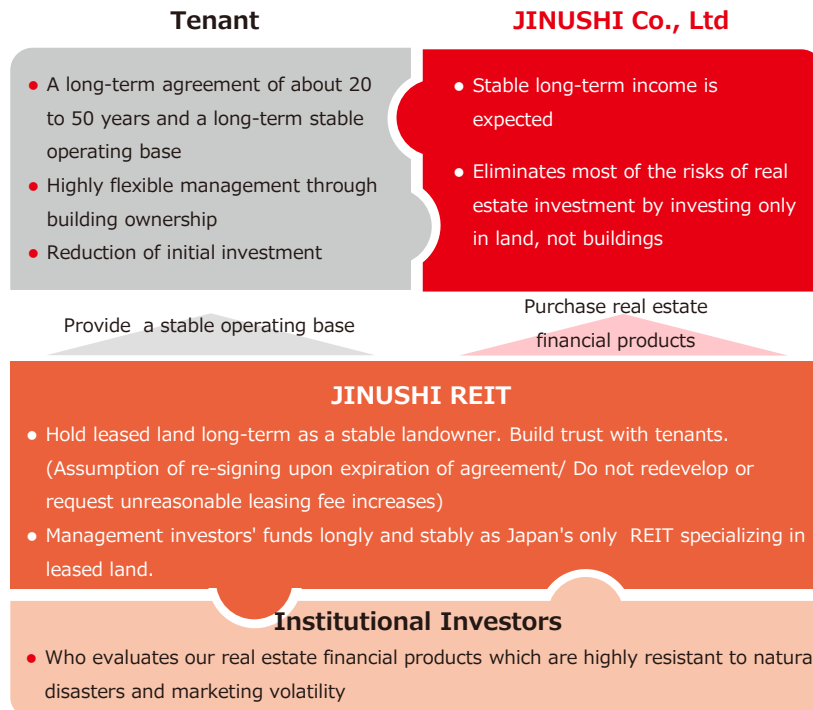 Tenant
● A long-term agreement of about 20
to 50 years and a long-term stable
operating base
● Highly flexible management through
building ownership
● Reduction of initial investment
JINUSHI Co., Ltd
● Stable long-term income is
expected
● Eliminates most of the risks of real
estate investment by investing only
in land, not buildings
Provide a stable operating base
Purchase real estate
financial products
JINUSHI REIT
● Hold leased land long-term as a stable landowner. Build trust with tenants.
(Assumption of re-signing upon expiration of agreement/ Do not redevelop or
request unreasonable leasing fee increases)
● Management investors' funds longly and stably as Japan's only REIT specializing in
leased land.
Institutional Investors
● Who evaluates our real estate financial products which are highly resistant to natura
disasters and marketing volatility